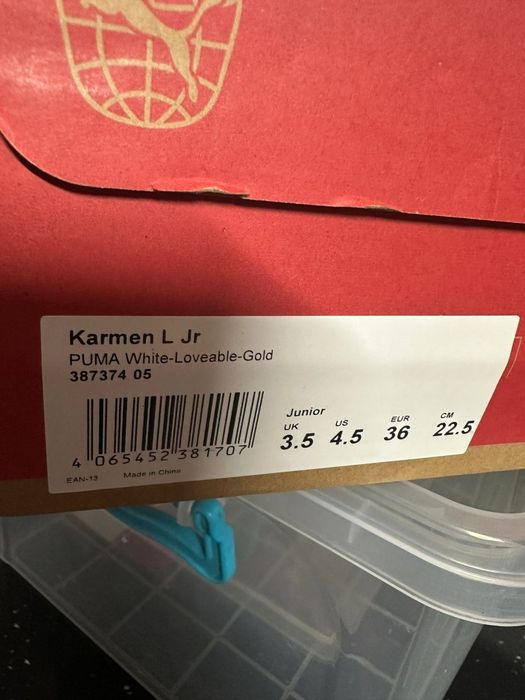 Karmen L Jr
PUMA White-Loveable-Gold
387374 05
4 065452 381707
EAN-13 Made in China
Junior
UK US EUR CM
3.5 4.5 36 22.5